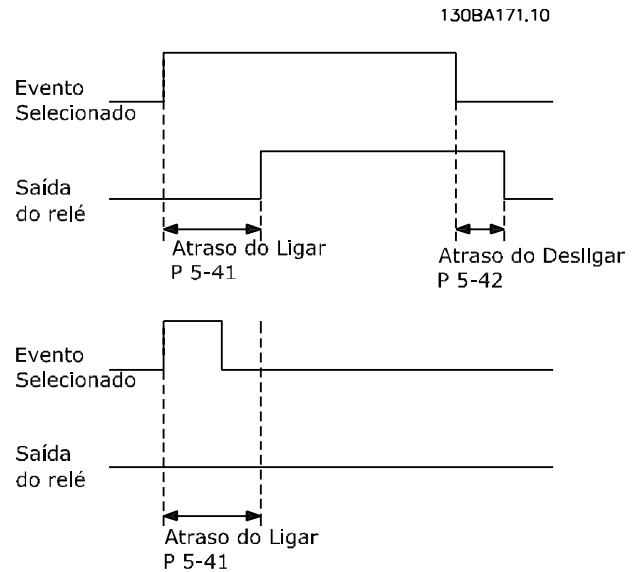 130BA171.10
Evento
Selecionado
Saída
do relé
Atraso do Ligar
P 5-41
Atraso do Desligar
P 5-42
Evento
Selecionado
Saída
do relé
Atraso do Ligar
P 5-41